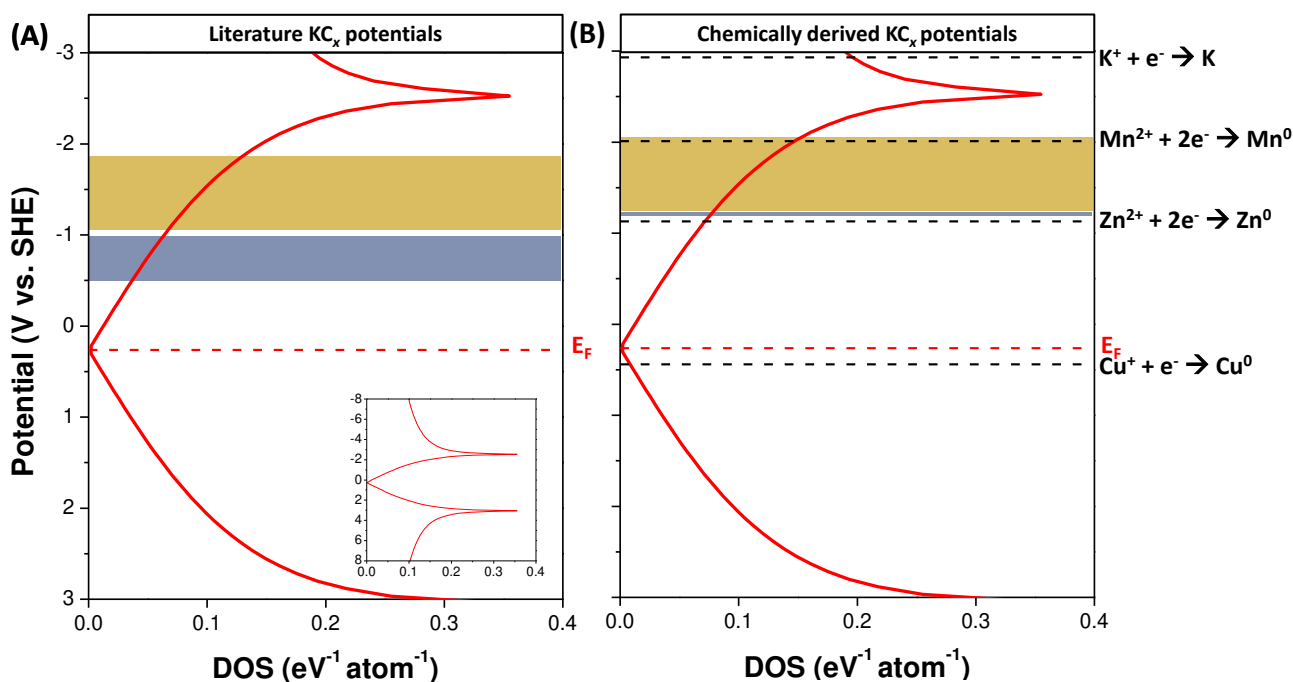 (A)
Literature KCₓ potentials
Potential (V vs. SHE)
-3
-2
-1
0
1
2
3
E_F
-8
-6
-4
-2
0
2
4
6
8
0.0 0.1 0.2 0.3 0.4
0.0 0.1 0.2 0.3 0.4
DOS (eV⁻¹ atom⁻¹)
(B)
Chemically derived KCₓ potentials
K⁺ + e⁻ → K
Mn²⁺ + 2e⁻ → Mn⁰
Zn²⁺ + 2e⁻ → Zn⁰
E_F
Cu⁺ + e⁻ → Cu⁰
0.0 0.1 0.2 0.3 0.4
DOS (eV⁻¹ atom⁻¹)